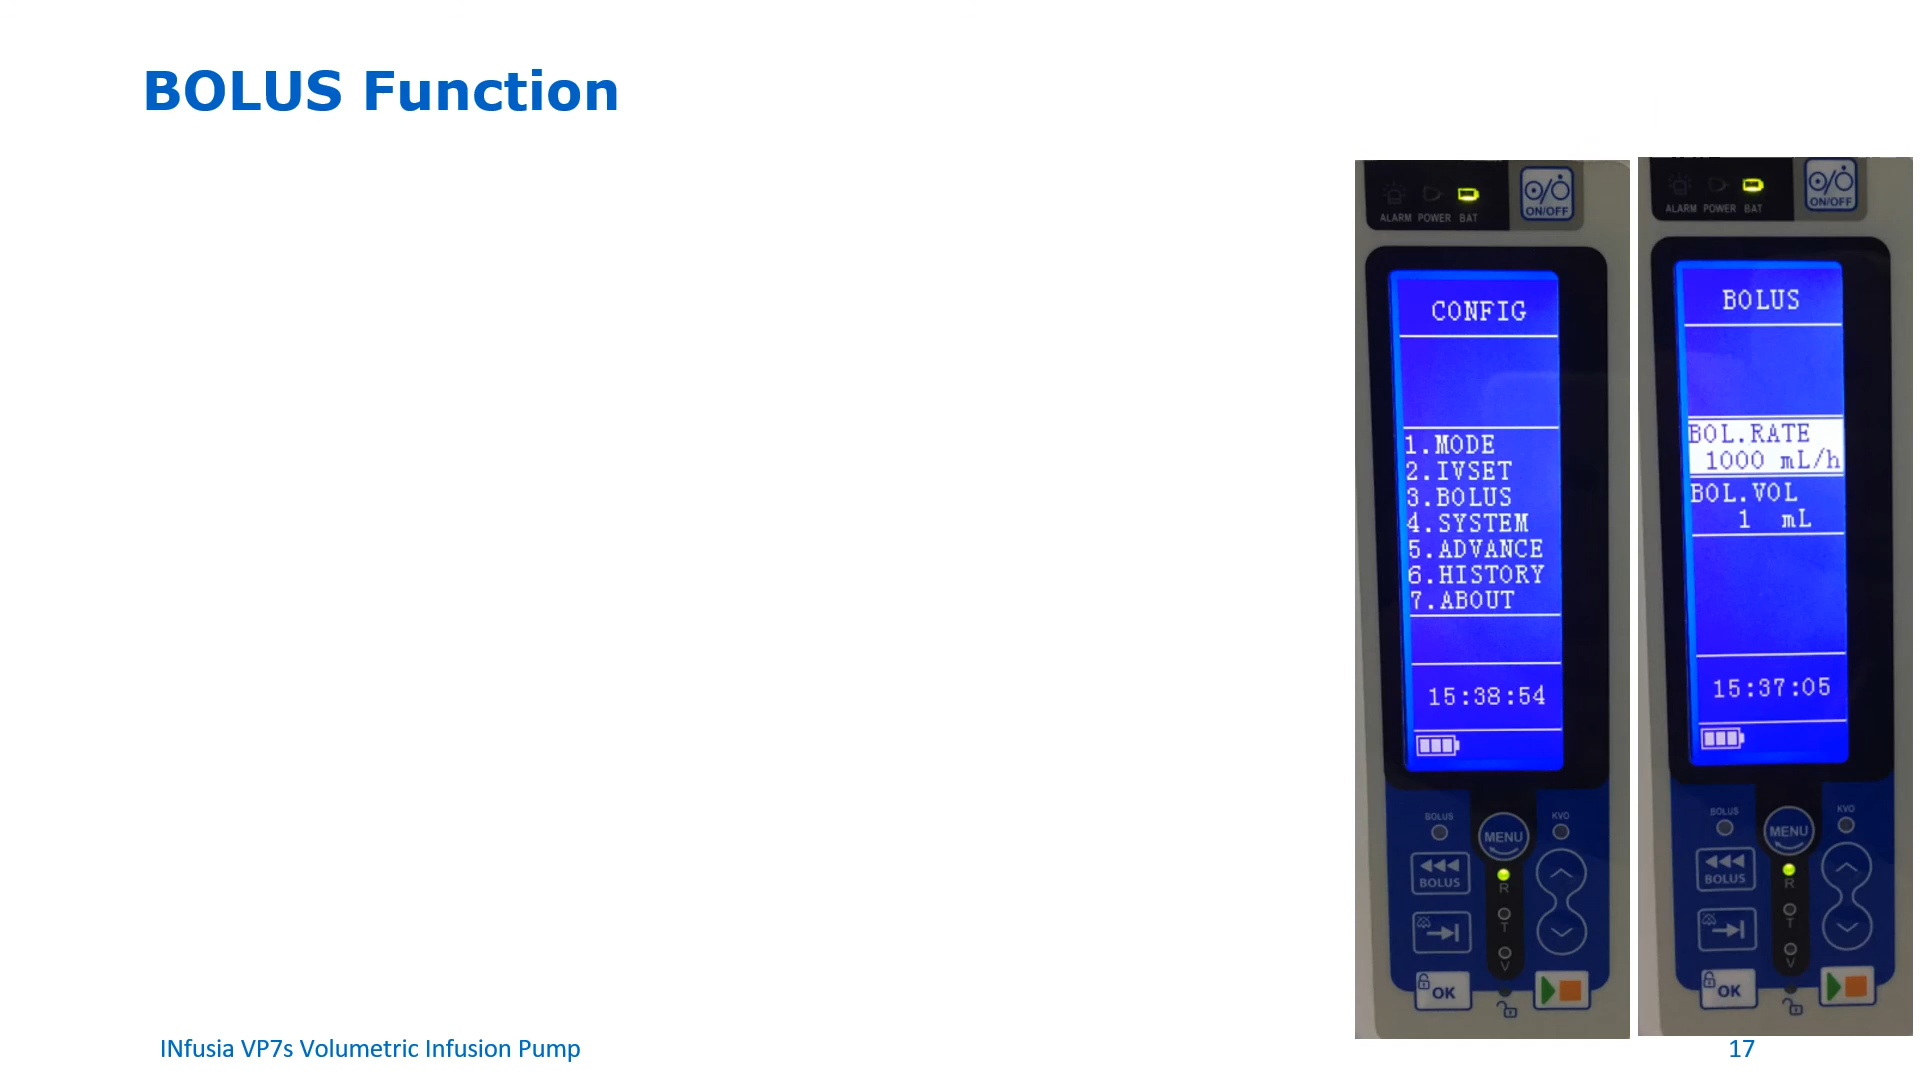 BOLUS Function
ALARM POWER BAT
ON/OFF
CONFIG
1.MODE
2.IVSET
3.BOLUS
4.SYSTEM
5.ADVANCE
6.HISTORY
7.ABOUT
15:38:54
BOLUS
MENU
KVO
BOLUS
R
T
V
OK
ALARM POWER BAT
ON/OFF
BOLUS
BOL.RATE
1000 mL/h
BOL.VOL
1 mL
15:37:05
BOLUS
MENU
KVO
BOLUS
R
T
V
OK
INfusia VP7s Volumetric Infusion Pump
17